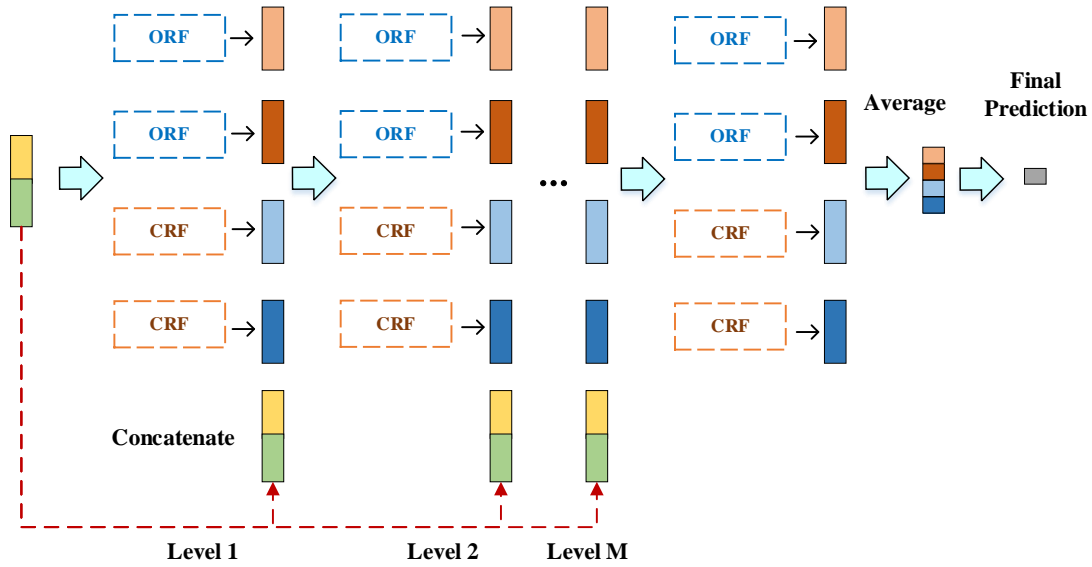 ORF
ORF
ORF
ORF
ORF
ORF
CRF
CRF
CRF
CRF
CRF
CRF
...
Average
Final
Prediction
Concatenate
Level 1
Level 2
Level M